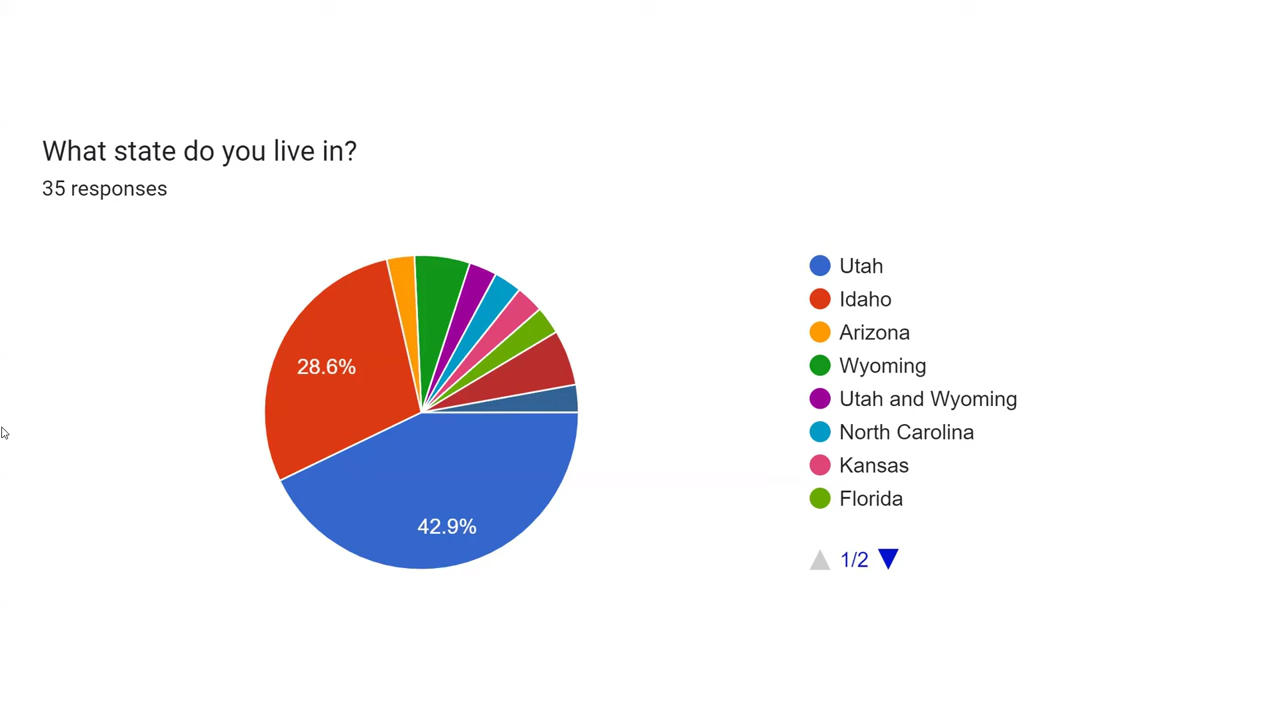 What state do you live in?
35 responses
28.6%
42.9%
Utah
Idaho
Arizona
Wyoming
Utah and Wyoming
North Carolina
Kansas
Florida
1/2